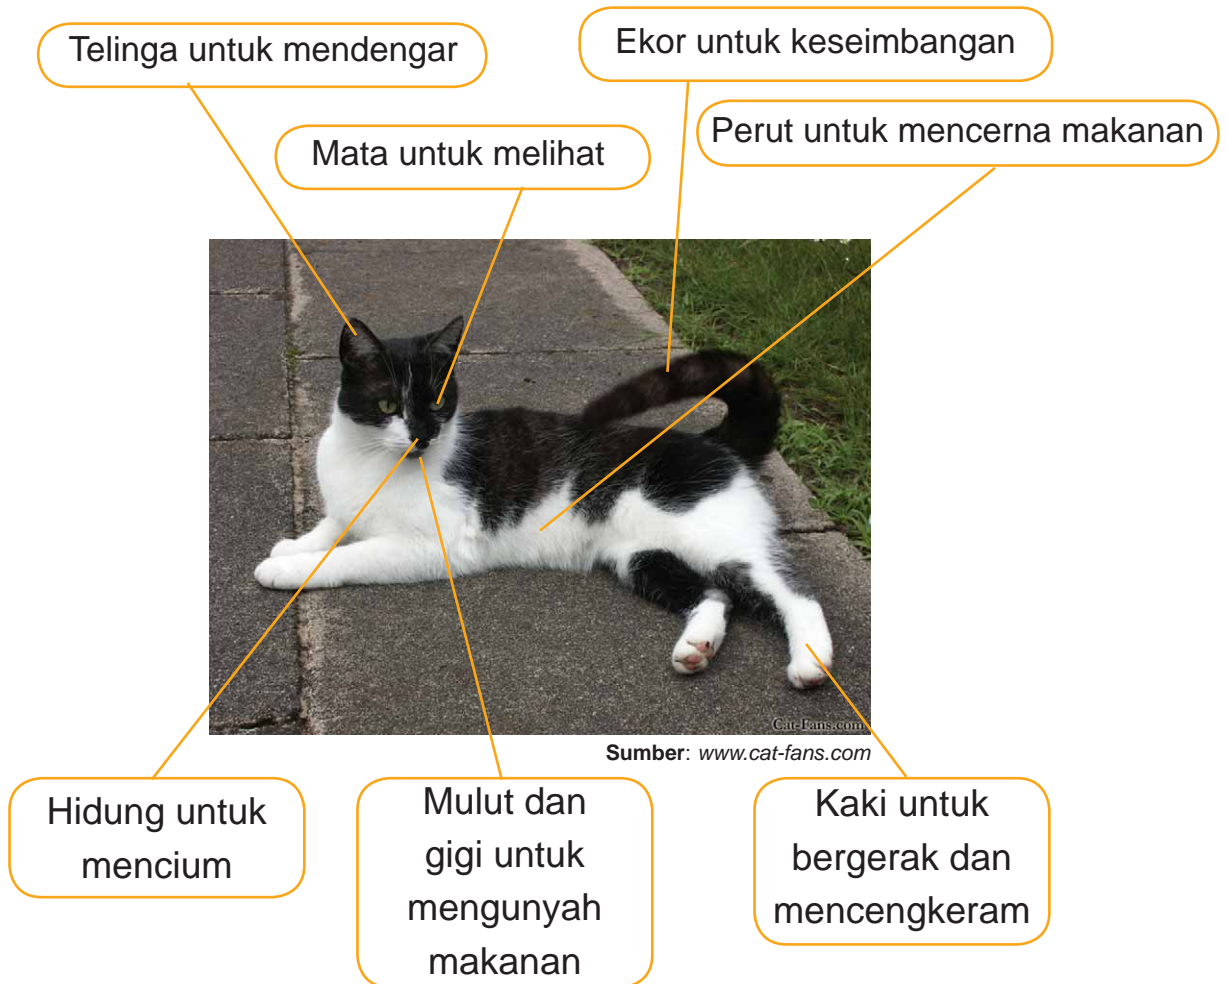 Telinga untuk mendengar
Ekor untuk keseimbangan
Mata untuk melihat
Perut untuk mencerna makanan
Cat-Fans.com
Sumber: www.cat-fans.com
Hidung untuk
mencium
Mulut dan
gigi untuk
mengunyah
makanan
Kaki untuk
bergerak dan
mencengkeram